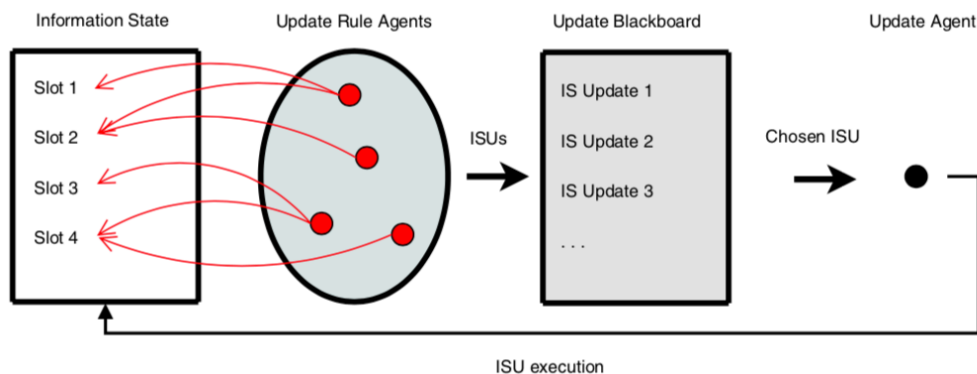 Information State
Update Rule Agents
Update Blackboard
Update Agent
Slot 1
Slot 2
Slot 3
Slot 4
ISUs
IS Update 1
IS Update 2
IS Update 3
. . .
Chosen ISU
ISU execution